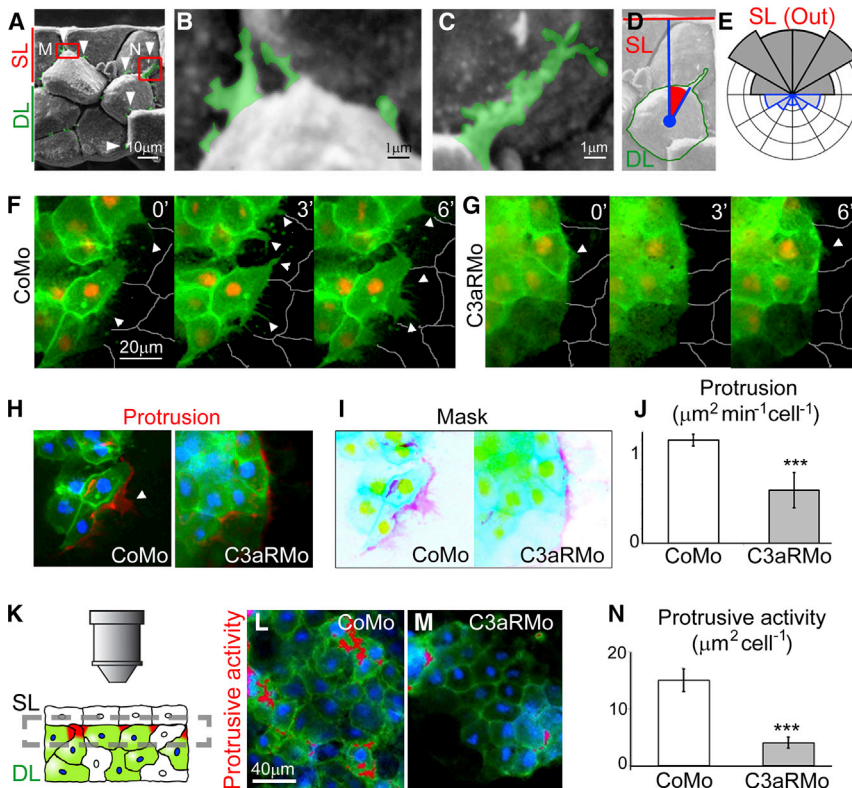 A
M
N
SL
DL
10μm
B
1μm
C
1μm
D
SL
DL
E
SL (Out)
F
CoMo
0'
3'
6'
20μm
G
C3aRMo
0'
3'
6'
H
Protrusion
CoMo
C3aRMo
I
Mask
CoMo
C3aRMo
J
Protrusion
(μm² min⁻¹cell⁻¹)
1
0
***
CoMo
C3aRMo
K
SL
DL
Protrusive activity
L
CoMo
40μm
M
C3aRMo
N
Protrusive activity
(μm² cell⁻¹)
20
10
0
***
CoMo
C3aRMo